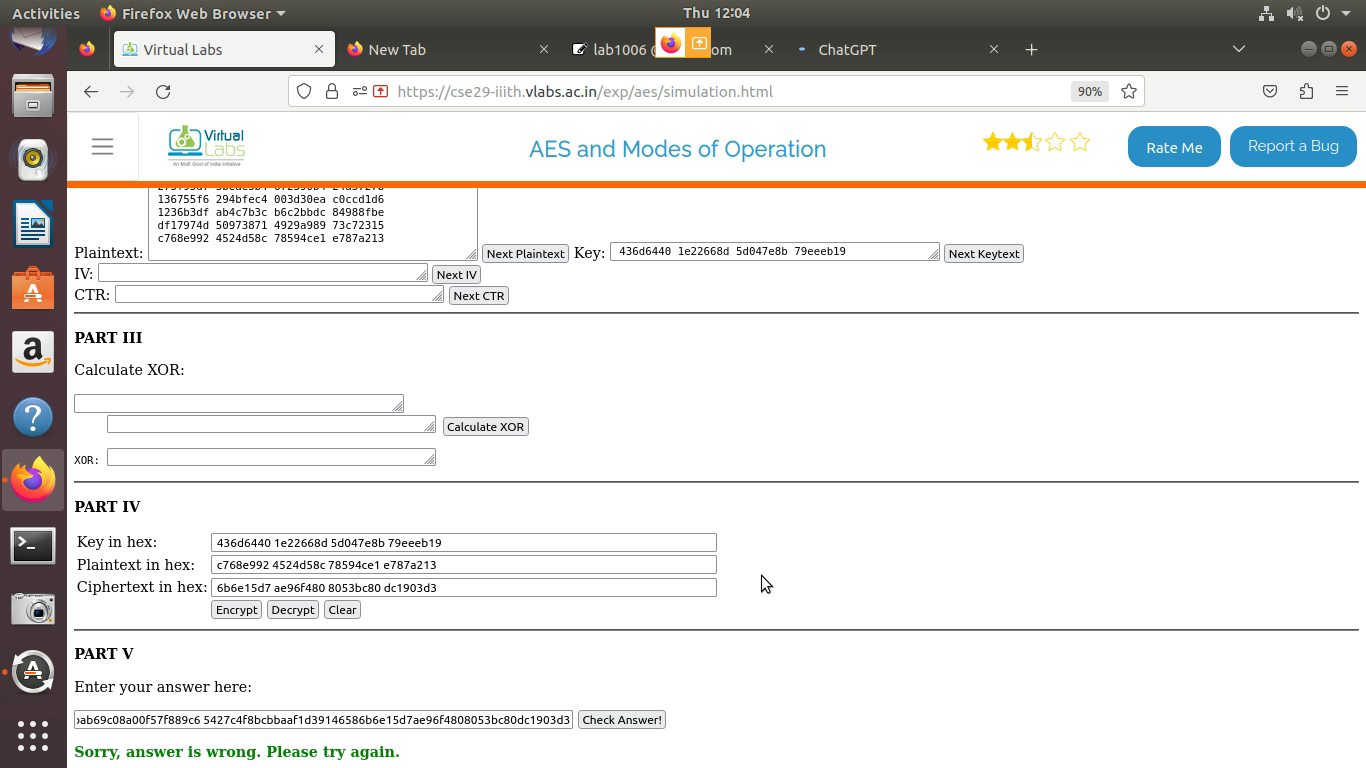 Activities Firefox Web Browser Thu 12:04
Virtual Labs New Tab lab1006 @ om ChatGPT
https://cse29-iiith.vlabs.ac.in/exp/aes/simulation.html 90%
Virtual Labs
An MoE Govt of India Initiative
AES and Modes of Operation
Rate Me Report a Bug
136755f6 294bfec4 003d30ea c0ccd1d6
1236b3df ab4c7b3c b6c2bbdc 84988fbe
df17974d 50973871 4929a989 73c72315
c768e992 4524d58c 78594ce1 e787a213
Plaintext: Next Plaintext Key: 436d6440 1e22668d 5d047e8b 79eeeb19 Next Keytext
IV: Next IV
CTR: Next CTR
PART III
Calculate XOR:
Calculate XOR
XOR:
PART IV
Key in hex: 436d6440 1e22668d 5d047e8b 79eeeb19
Plaintext in hex: c768e992 4524d58c 78594ce1 e787a213
Ciphertext in hex: 6b6e15d7 ae96f480 8053bc80 dc1903d3
Encrypt Decrypt Clear
PART V
Enter your answer here:
ab69c08a00f57f889c6 5427c4f8bcbbaaf1d39146586b6e15d7ae96f4808053bc80dc1903d3 Check Answer!
Sorry, answer is wrong. Please try again.